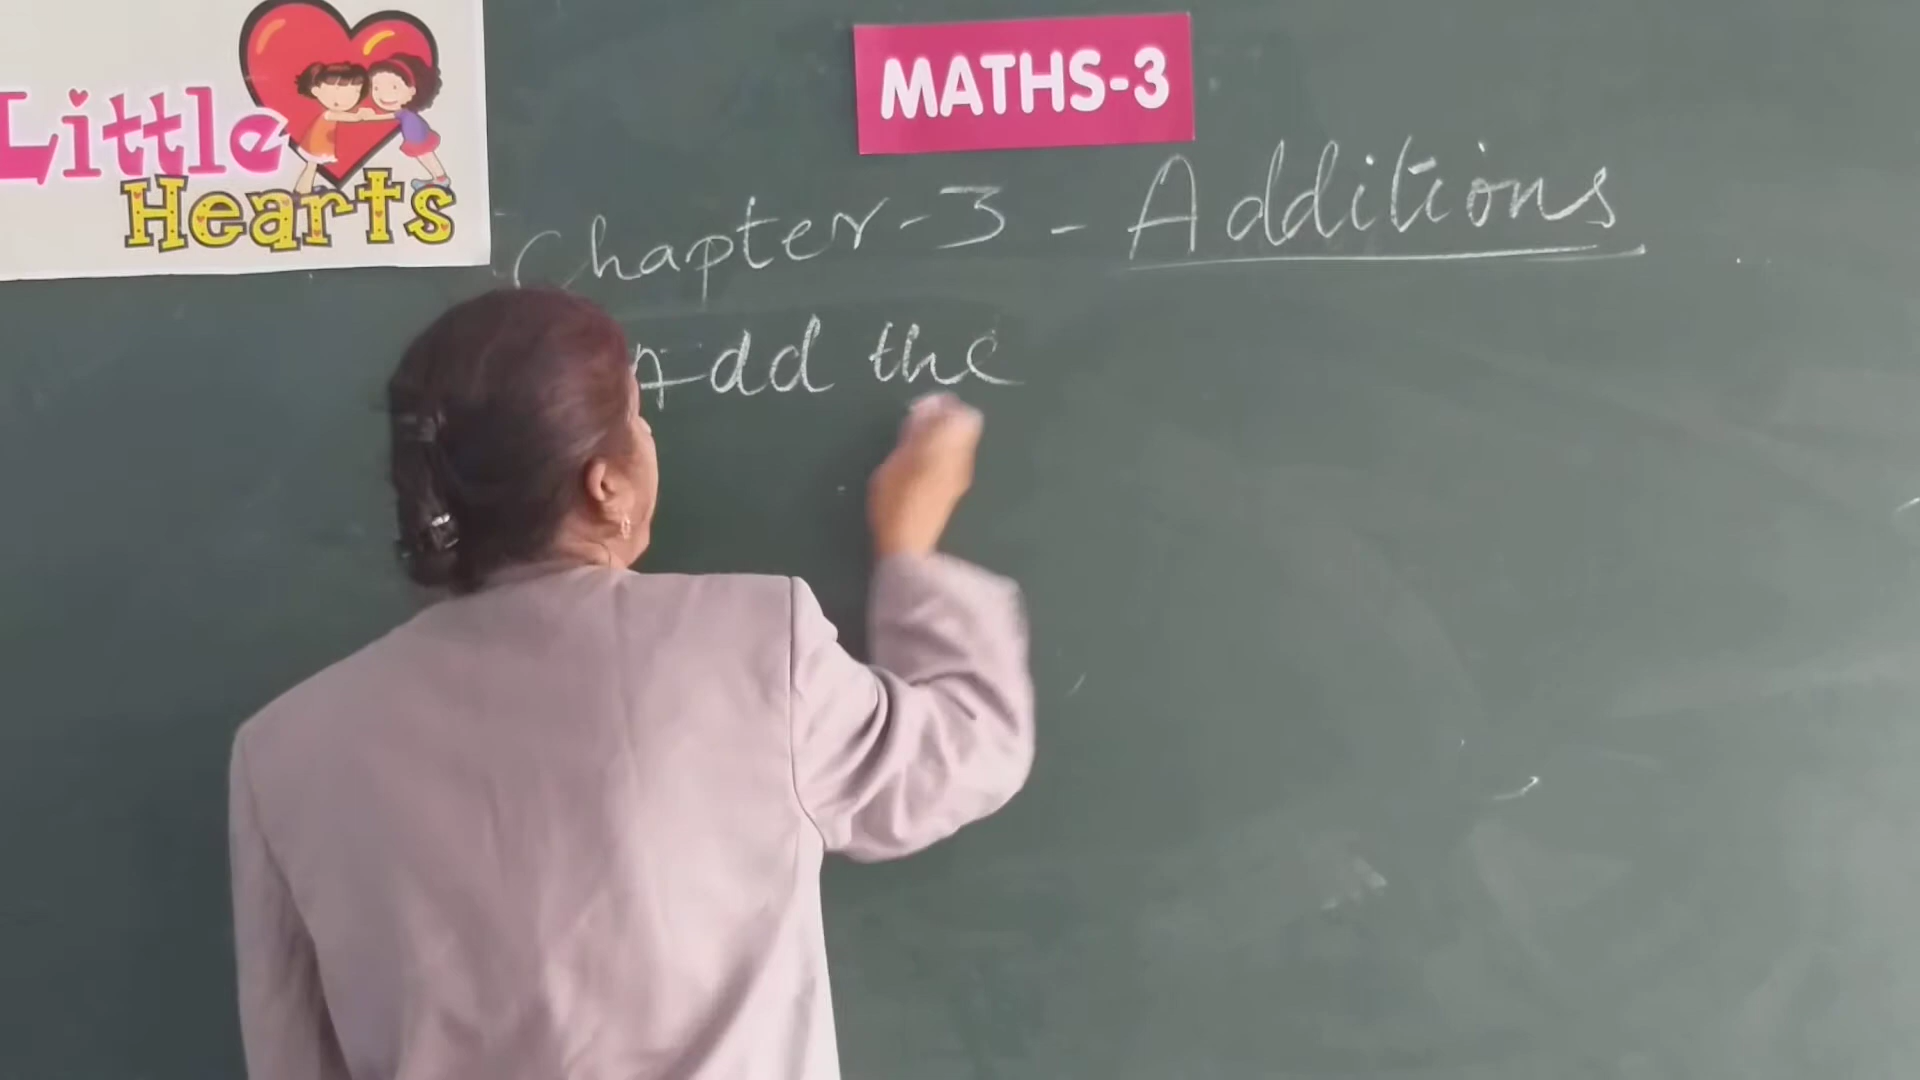 Little
Hearts
MATHS-3
Chapter-3 - Additions
Add the